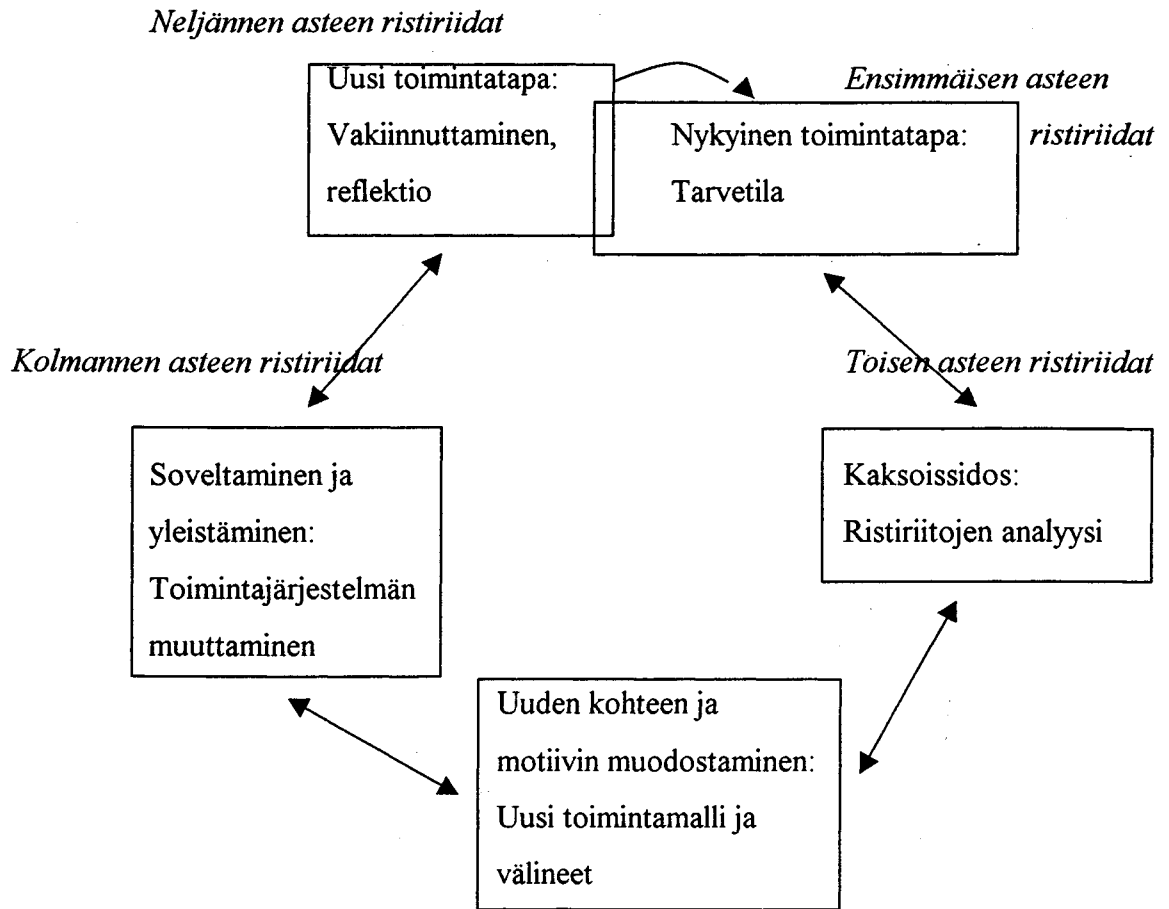 Neljännen asteen ristiriidat
Uusi toimintatapa:
Vakiinnuttaminen,
reflektio
Ensimmäisen asteen
ristiriidat
Nykyinen toimintatapa:
Tarvetila
Kolmannen asteen ristiriidat
Toisen asteen ristiriidat
Soveltaminen ja
yleistäminen:
Toimintajärjestelmän
muuttaminen
Kaksoissidos:
Ristiriitojen analyysi
Uuden kohteen ja
motiivin muodostaminen:
Uusi toimintamalli ja
välineet